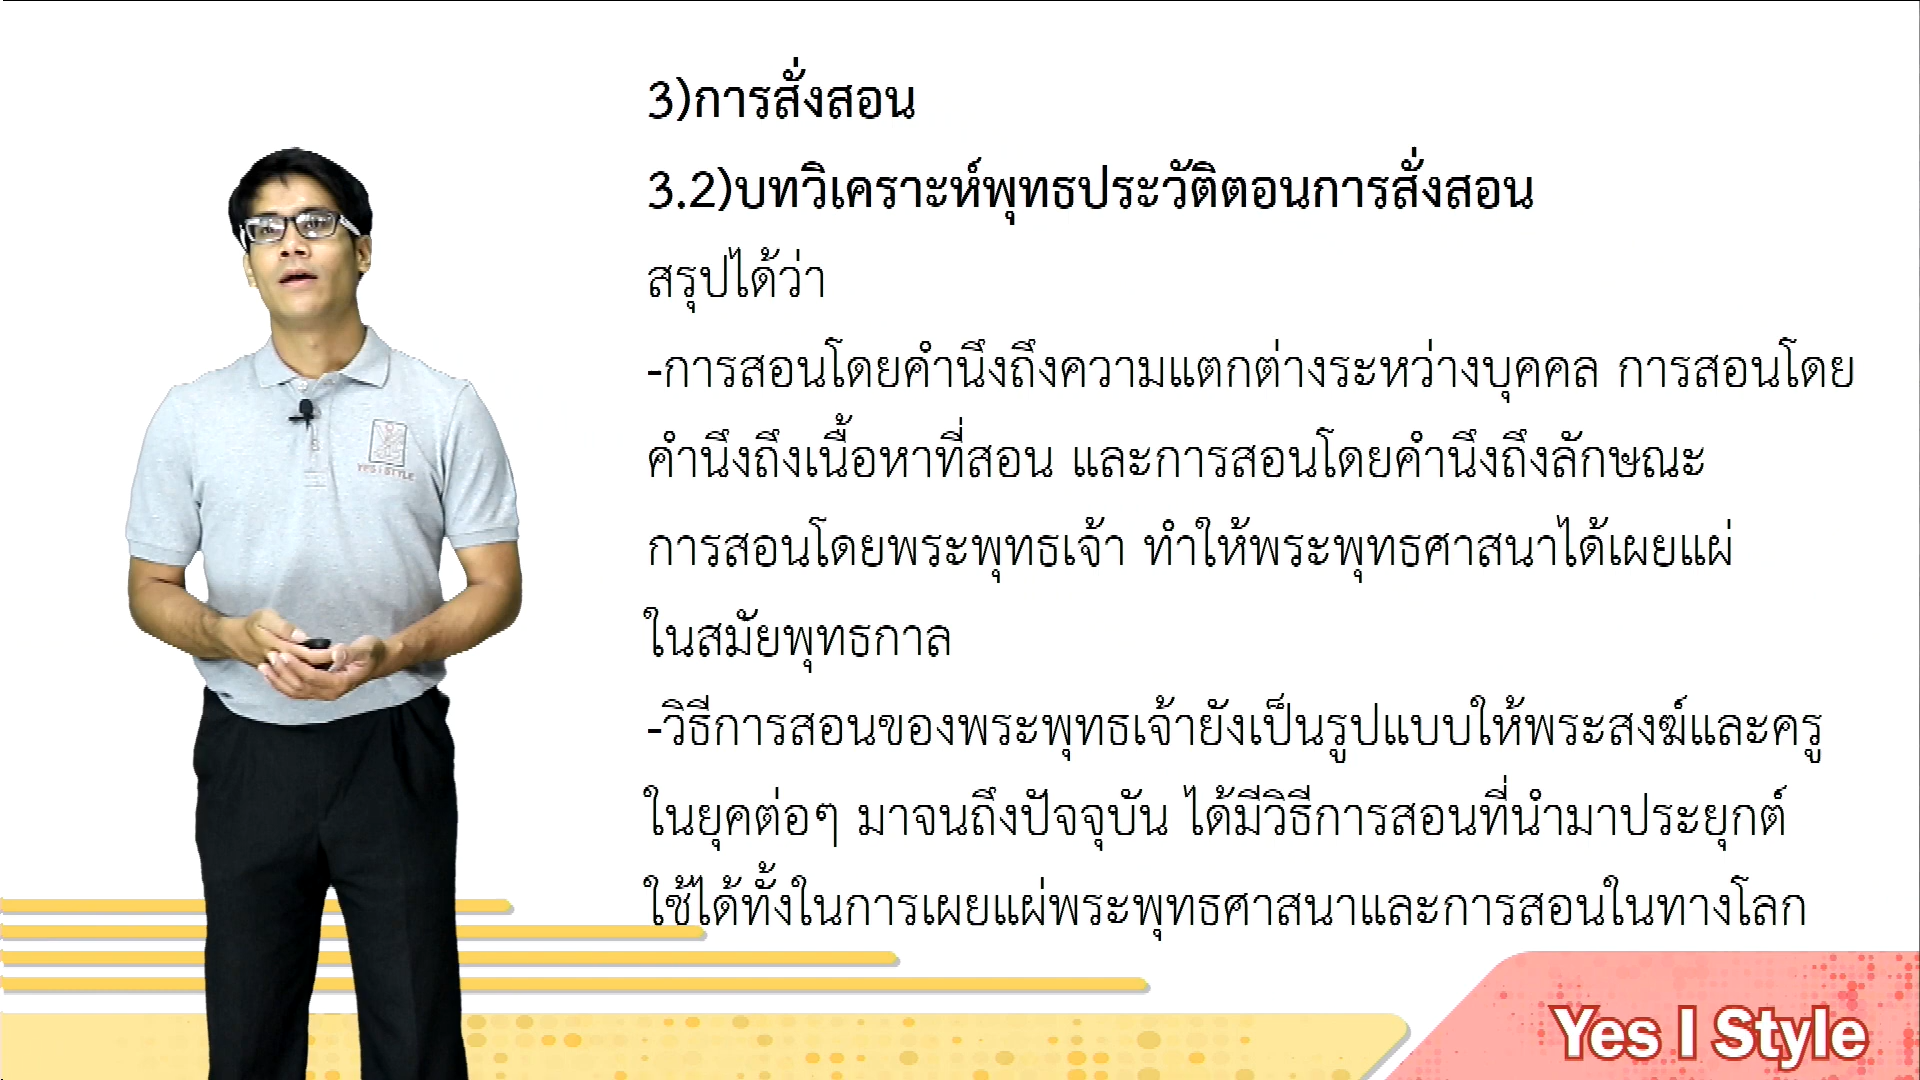 3)การสั่งสอน
3.2)บทวิเคราะห์พุทธประวัติตอนการสั่งสอน
สรุปได้ว่า
-การสอนโดยคำนึงถึงความแตกต่างระหว่างบุคคล การสอนโดย
คำนึงถึงเนื้อหาที่สอน และการสอนโดยคำนึงถึงลักษณะ
การสอนโดยพระพุทธเจ้า ทำให้พระพุทธศาสนาได้เผยแผ่
ในสมัยพุทธกาล
-วิธีการสอนของพระพุทธเจ้ายังเป็นรูปแบบให้พระสงฆ์และครู
ในยุคต่อๆ มาจนถึงปัจจุบัน ได้มีวิธีการสอนที่นำมาประยุกต์
ใช้ได้ทั้งในการเผยแผ่พระพุทธศาสนาและการสอนในทางโลก
YES I STYLE
Yes I Style